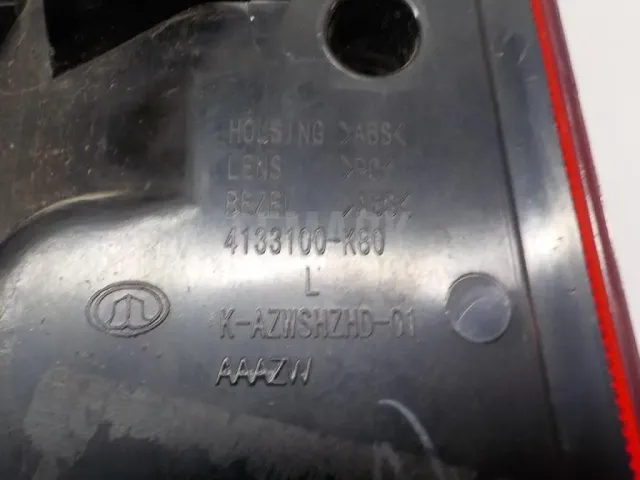 HOUSING >ABS<
LENS >PC<
BEZEL >ABS<
4133100-K80
L
K-AZWSHZHD-01
AAAZW